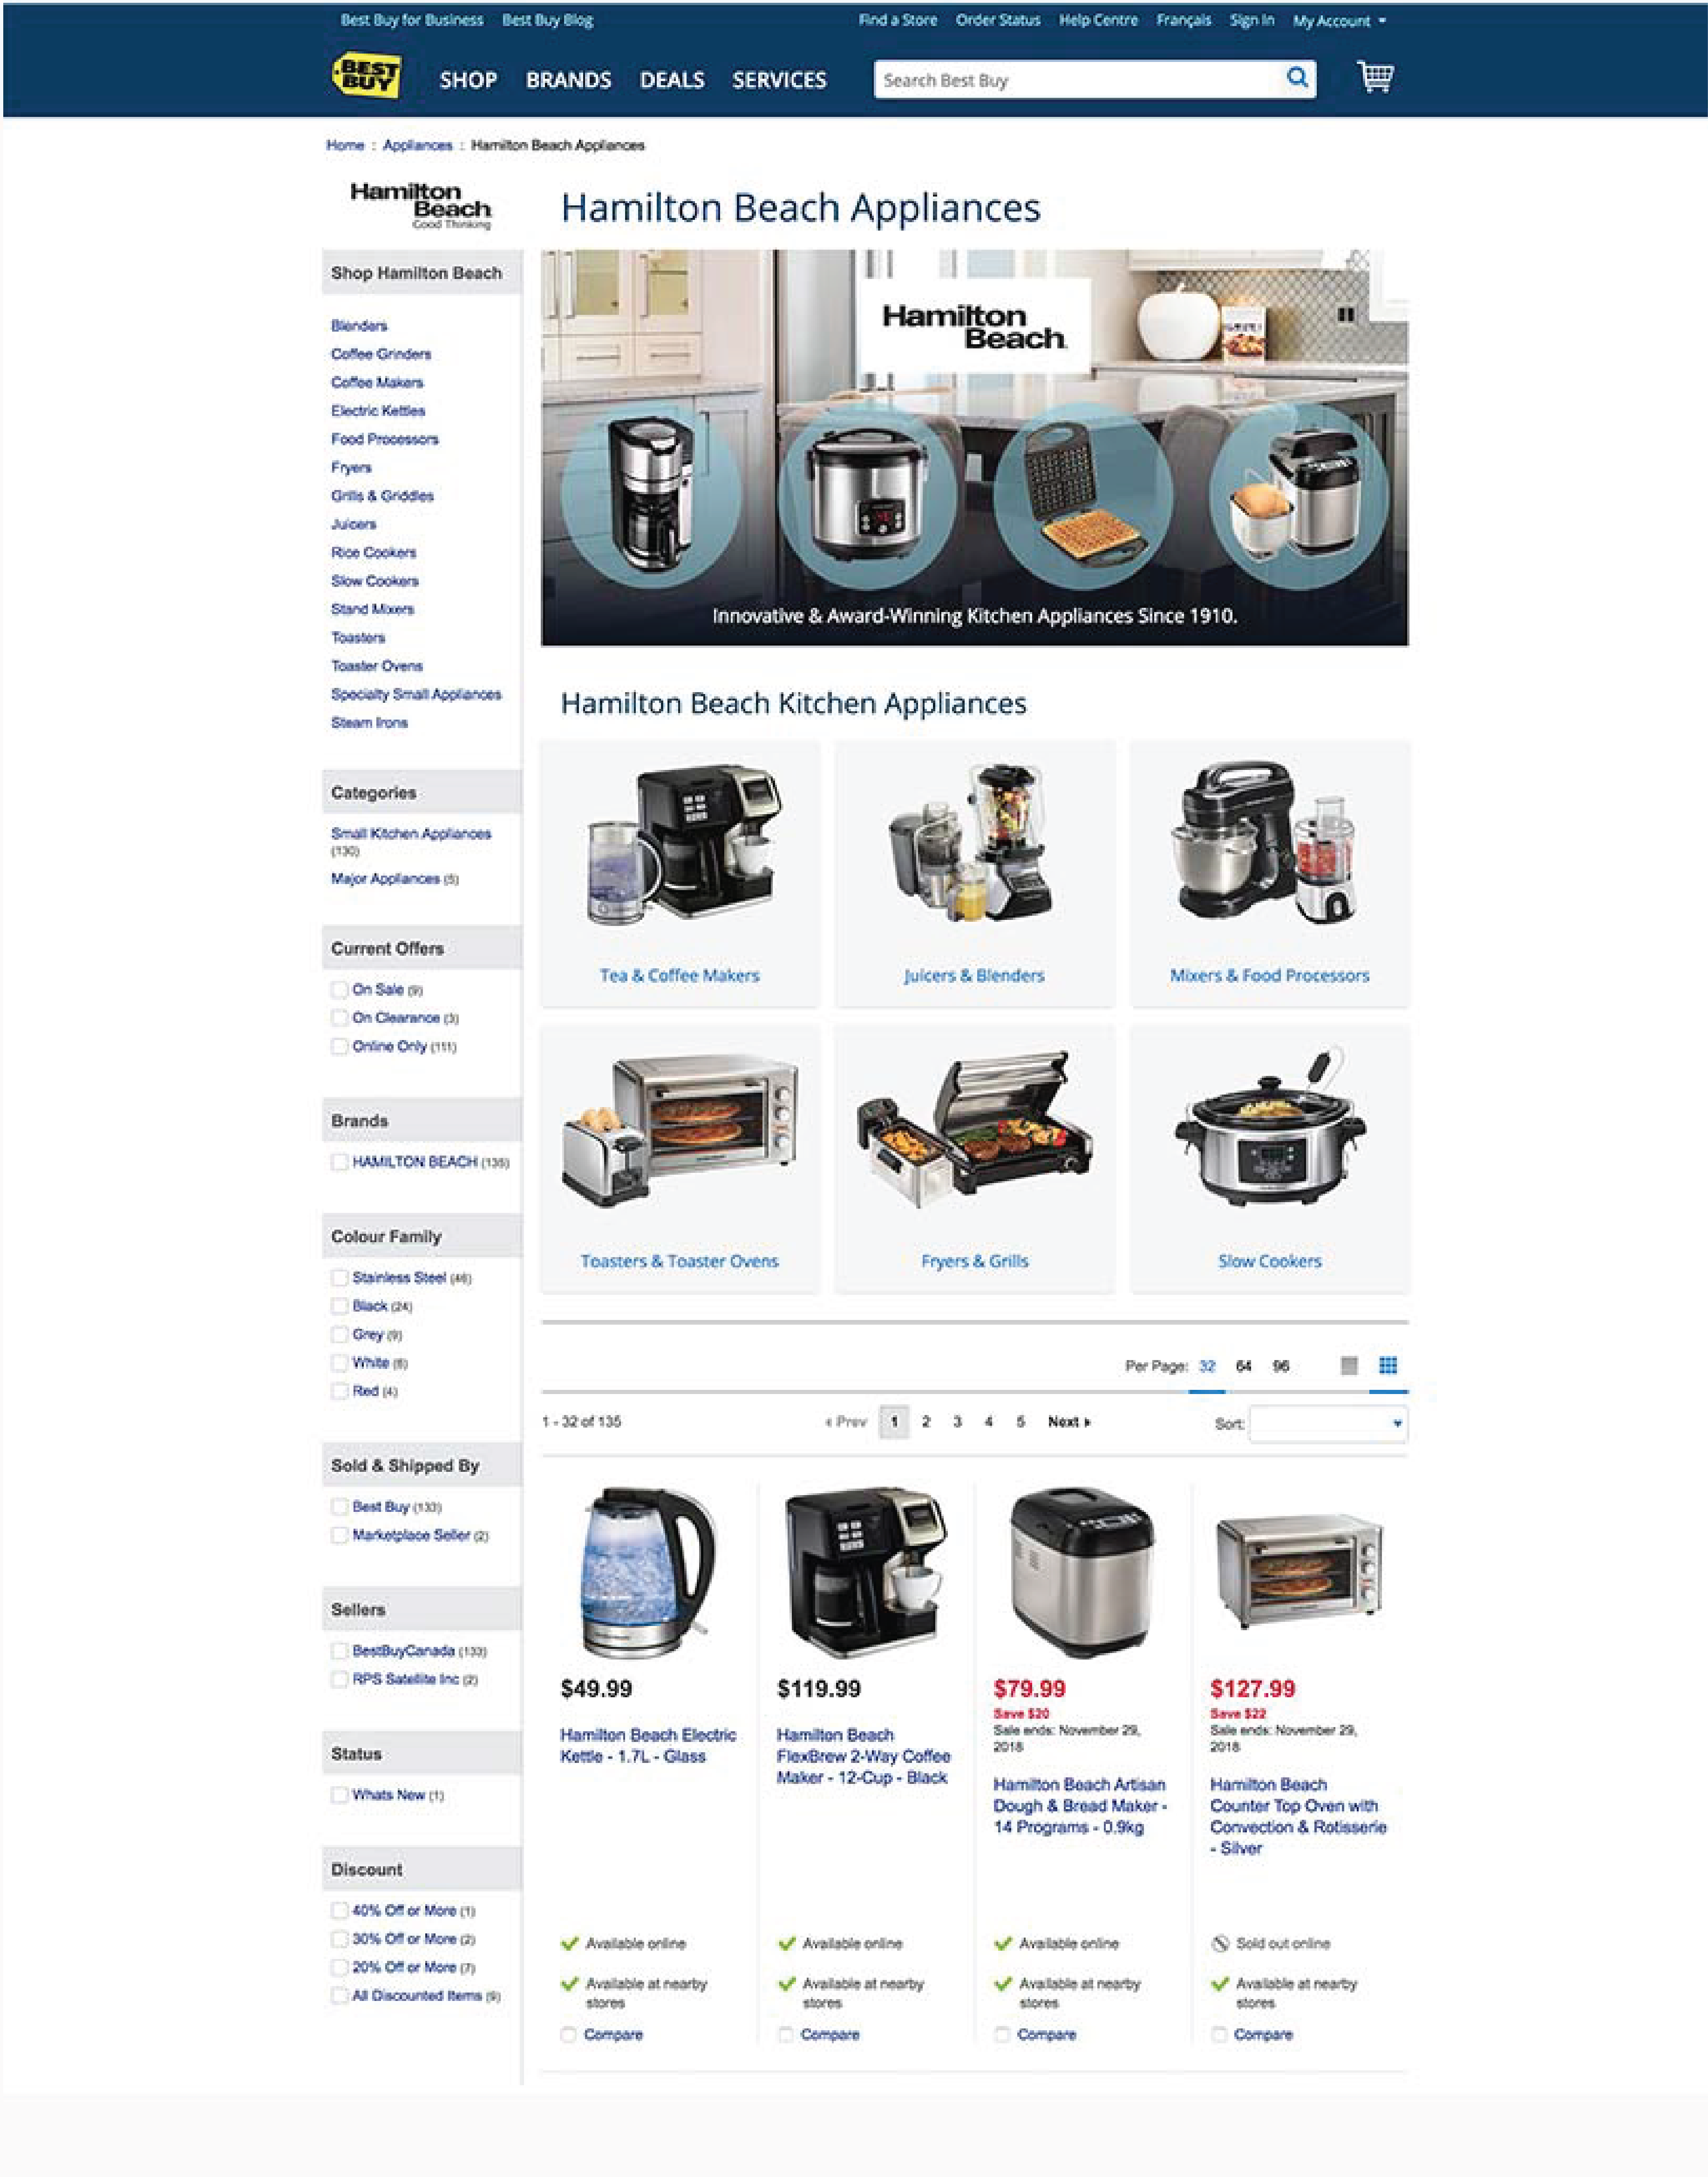 Best Buy for Business Best Buy Blog
Find a Store Order Status Help Centre Français Sign In My Account
BEST BUY
SHOP BRANDS DEALS SERVICES
Search Best Buy
Home : Appliances : Hamilton Beach Appliances
Hamilton
Beach
Good Thinking
Hamilton Beach Appliances
Shop Hamilton Beach
Blenders
Coffee Grinders
Coffee Makers
Electric Kettles
Food Processors
Fryers
Grills & Griddles
Juicers
Rice Cookers
Slow Cookers
Stand Mixers
Toasters
Toaster Ovens
Specialty Small Appliances
Steam Irons
Categories
Small Kitchen Appliances
(130)
Major Appliances (5)
Current Offers
On Sale (9)
On Clearance (3)
Online Only (111)
Brands
HAMILTON BEACH (135)
Colour Family
Stainless Steel (46)
Black (24)
Grey (9)
White (6)
Red (4)
Sold & Shipped By
Best Buy (133)
Marketplace Seller (2)
Sellers
BestBuyCanada (133)
RPS Satellite Inc (2)
Status
Whats New (1)
Discount
40% Off or More (1)
30% Off or More (2)
20% Off or More (7)
All Discounted Items (9)
Hamilton
Beach
Innovative & Award-Winning Kitchen Appliances Since 1910.
Hamilton Beach Kitchen Appliances
Tea & Coffee Makers
Juicers & Blenders
Mixers & Food Processors
Toasters & Toaster Ovens
Fryers & Grills
Slow Cookers
Per Page: 32 64 96
1 - 32 of 135
Prev 1 2 3 4 5 Next
Sort:
$49.99
Hamilton Beach Electric
Kettle - 1.7L - Glass
Available online
Available at nearby
stores
Compare
$119.99
Hamilton Beach
FlexBrew 2-Way Coffee
Maker - 12-Cup - Black
Available online
Available at nearby
stores
Compare
$79.99
Save $20
Sale ends: November 29,
2018
Hamilton Beach Artisan
Dough & Bread Maker -
14 Programs - 0.9kg
Available online
Available at nearby
stores
Compare
$127.99
Save $22
Sale ends: November 29,
2018
Hamilton Beach
Counter Top Oven with
Convection & Rotisserie
- Silver
Sold out online
Available at nearby
stores
Compare